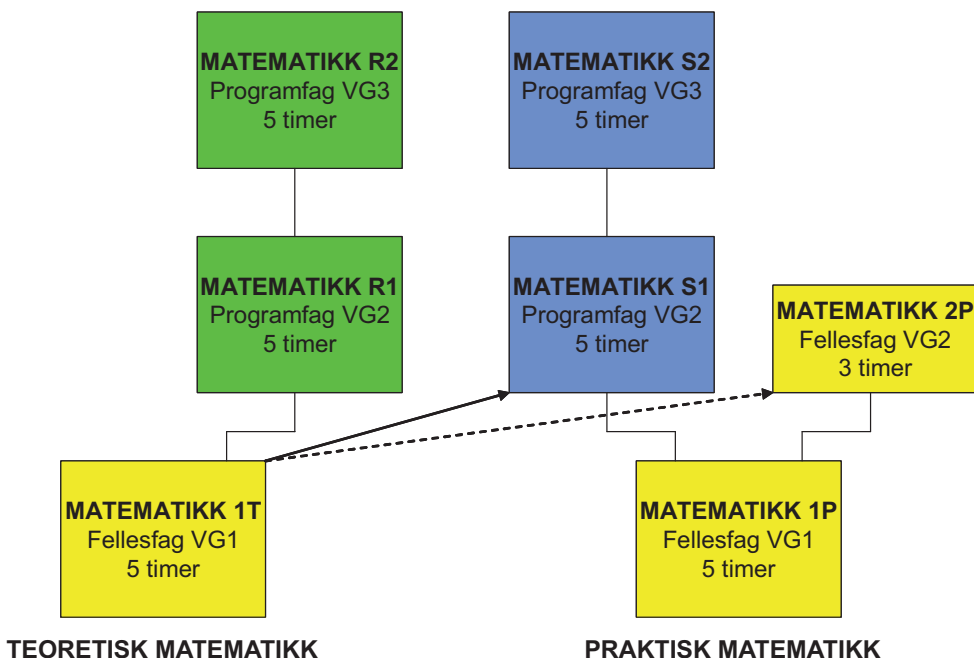 MATEMATIKK R2
Programfag VG3
5 timer
MATEMATIKK S2
Programfag VG3
5 timer
MATEMATIKK R1
Programfag VG2
5 timer
MATEMATIKK S1
Programfag VG2
5 timer
MATEMATIKK 2P
Fellesfag VG2
3 timer
MATEMATIKK 1T
Fellesfag VG1
5 timer
MATEMATIKK 1P
Fellesfag VG1
5 timer
TEORETISK MATEMATIKK
PRAKTISK MATEMATIKK